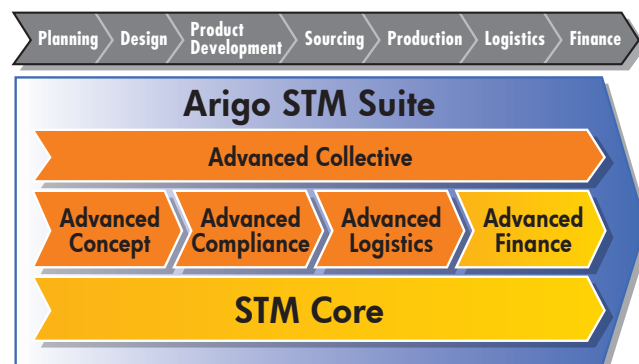 Planning
Design
Product
Development
Sourcing
Production
Logistics
Finance
Arigo STM Suite
Advanced Collective
Advanced
Concept
Advanced
Compliance
Advanced
Logistics
Advanced
Finance
STM Core